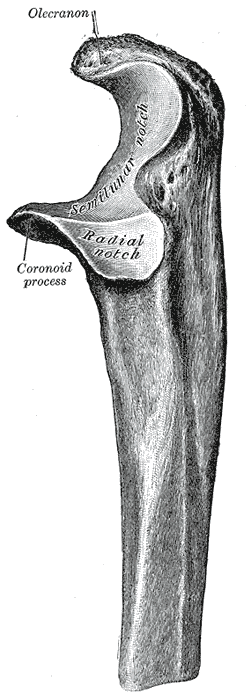 Olecranon
Semilunar notch
Radial
notch
Coronoid
process